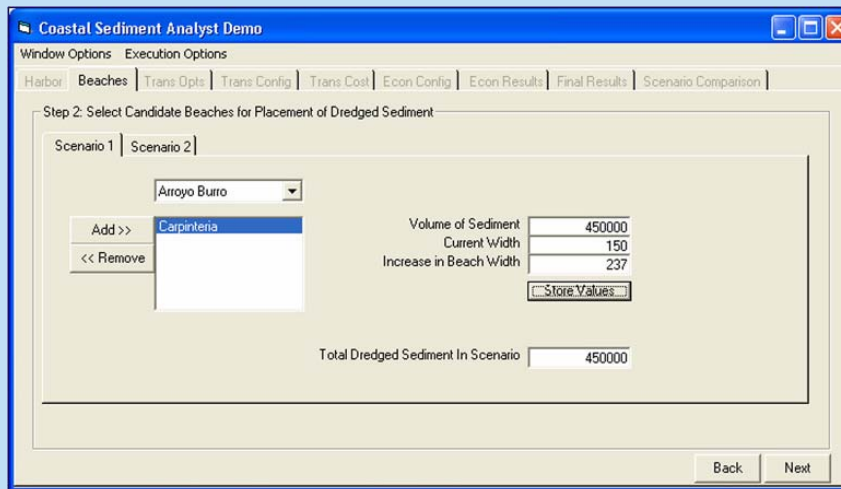 Coastal Sediment Analyst Demo
Window Options Execution Options
Harbor Beaches Trans Opts Trans Config Trans Cost Econ Config Econ Results Final Results Scenario Comparison
Step 2: Select Candidate Beaches for Placement of Dredged Sediment
Scenario 1 Scenario 2
Arroyo Burro
Add >> Carpinteria Volume of Sediment 450000
Current Width 150
<< Remove Increase in Beach Width 237
Store Values
Total Dredged Sediment In Scenario 450000
Back Next